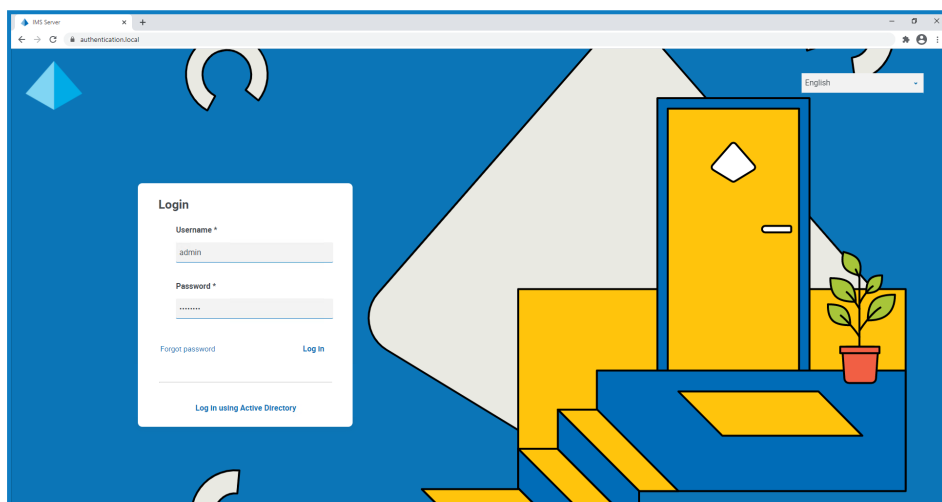 IMS Server
authentication.local
English
Login
Username *
admin
Password *
········
Forgot password
Log in
Log in using Active Directory